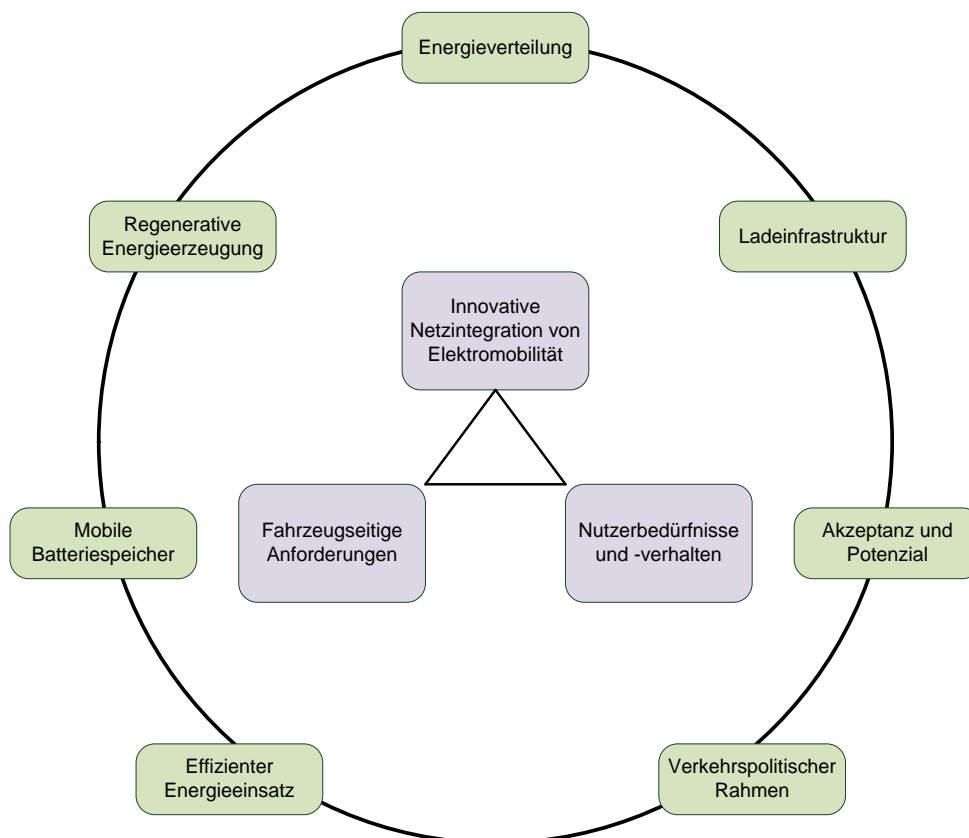 Energieverteilung
Regenerative
Energieerzeugung
Ladeinfrastruktur
Innovative
Netzintegration von
Elektromobilität
Fahrzeugseitige
Anforderungen
Nutzerbedürfnisse
und -verhalten
Mobile
Batteriespeicher
Akzeptanz und
Potenzial
Effizienter
Energieeinsatz
Verkehrspolitischer
Rahmen